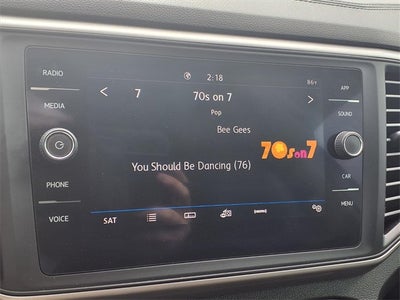 RADIO
2:18
86°
APP
MEDIA
< 7 70s on 7 >
SOUND
Pop
Bee Gees
70s on 7
You Should Be Dancing (76)
PHONE
CAR
VOICE
SAT
MENU